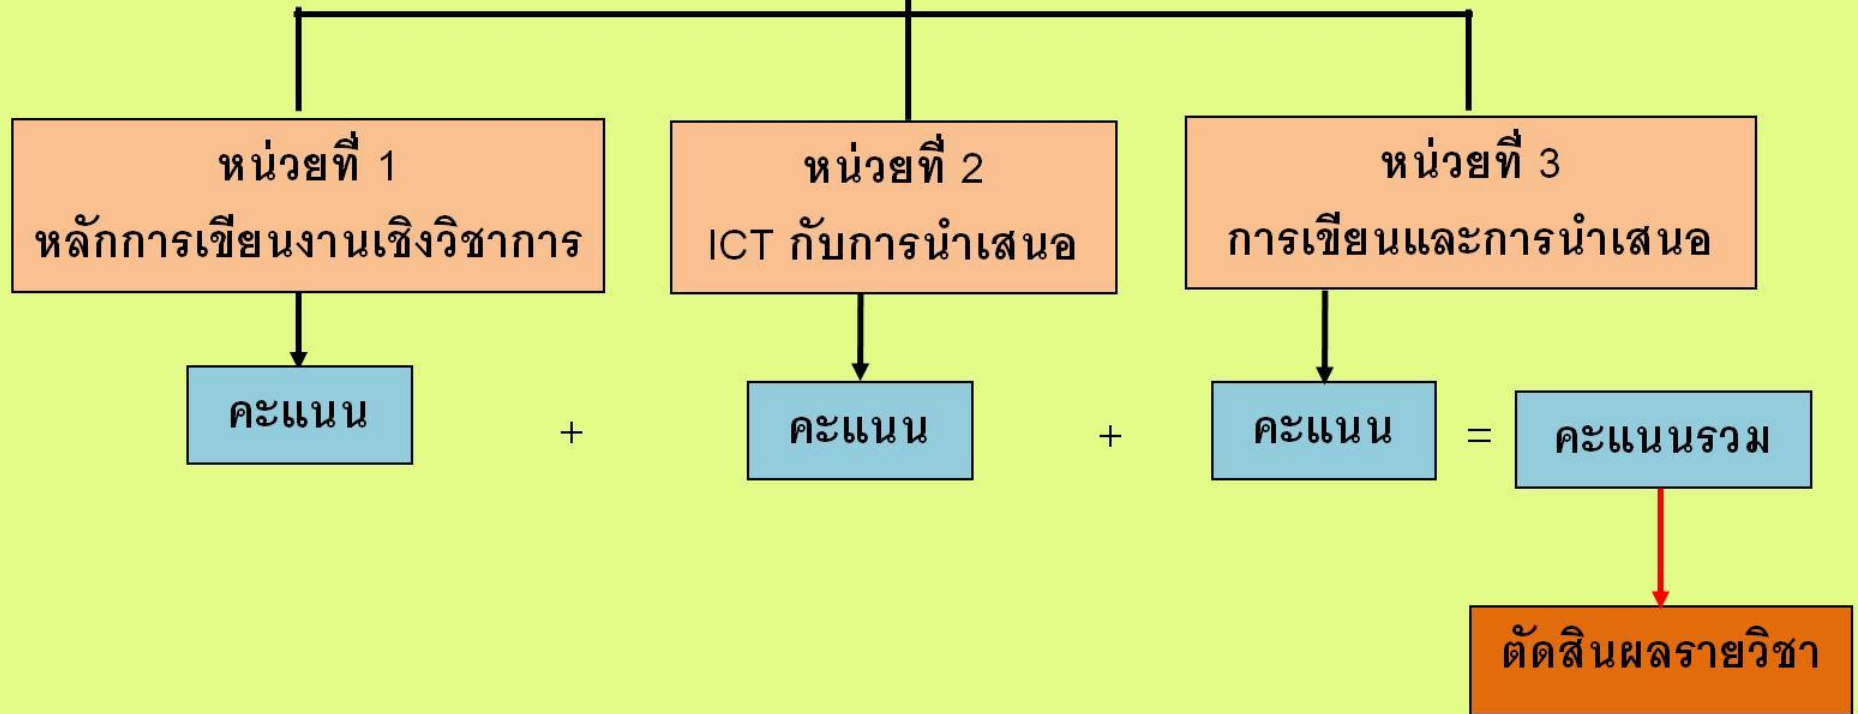 หน่วยที่ 1
หลักการเขียนงานเชิงวิชาการ
หน่วยที่ 2
ICT กับการนำเสนอ
หน่วยที่ 3
การเขียนและการนำเสนอ
คะแนน + คะแนน + คะแนน = คะแนนรวม
ตัดสินผลรายวิชา